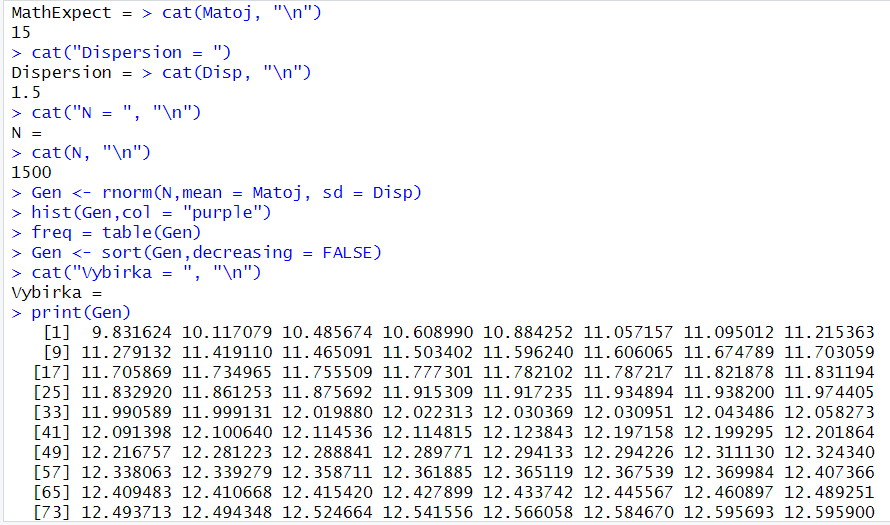 MathExpect = > cat(Matoj, "\n")
15
> cat("Dispersion = ")
Dispersion = > cat(Disp, "\n")
1.5
> cat("N = ", "\n")
N =
> cat(N, "\n")
1500
> Gen <- rnorm(N,mean = Matoj, sd = Disp)
> hist(Gen,col = "purple")
> freq = table(Gen)
> Gen <- sort(Gen,decreasing = FALSE)
> cat("Vybirka = ", "\n")
Vybirka =
> print(Gen)
[1] 9.831624 10.117079 10.485674 10.608990 10.884252 11.057157 11.095012 11.215363
[9] 11.279132 11.419110 11.465091 11.503402 11.596240 11.606065 11.674789 11.703059
[17] 11.705869 11.734965 11.755509 11.777301 11.782102 11.787217 11.821878 11.831194
[25] 11.832920 11.861253 11.875692 11.915309 11.917235 11.934894 11.938200 11.974405
[33] 11.990589 11.999131 12.019880 12.022313 12.030369 12.030951 12.043486 12.058273
[41] 12.091398 12.100640 12.114536 12.114815 12.123843 12.197158 12.199295 12.201864
[49] 12.216757 12.281223 12.288841 12.289771 12.294133 12.294226 12.311130 12.324340
[57] 12.338063 12.339279 12.358711 12.361885 12.365119 12.367539 12.369984 12.407366
[65] 12.409483 12.410668 12.415420 12.427899 12.433742 12.445567 12.460897 12.489251
[73] 12.493713 12.494348 12.524664 12.541556 12.566058 12.584670 12.595693 12.595900